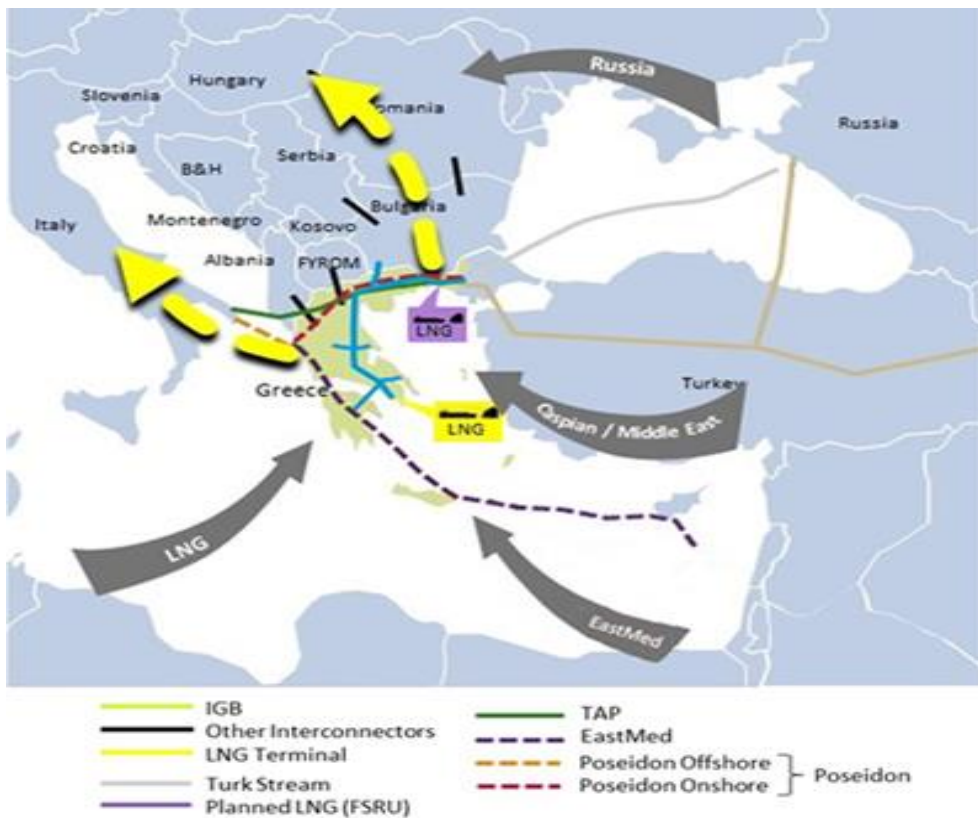 Hungary
Slovenia
omania
Russia
Russia
Croatia
B&H
Serbia
Italy
Montenegro
Kosovo
Bulgaria
Albania
FYROM
LNG
Greece
Turkey
LNG
Caspian / Middle East
LNG
EastMed
IGB
Other Interconnectors
LNG Terminal
Turk Stream
Planned LNG (FSRU)
TAP
EastMed
Poseidon Offshore
Poseidon Onshore
Poseidon